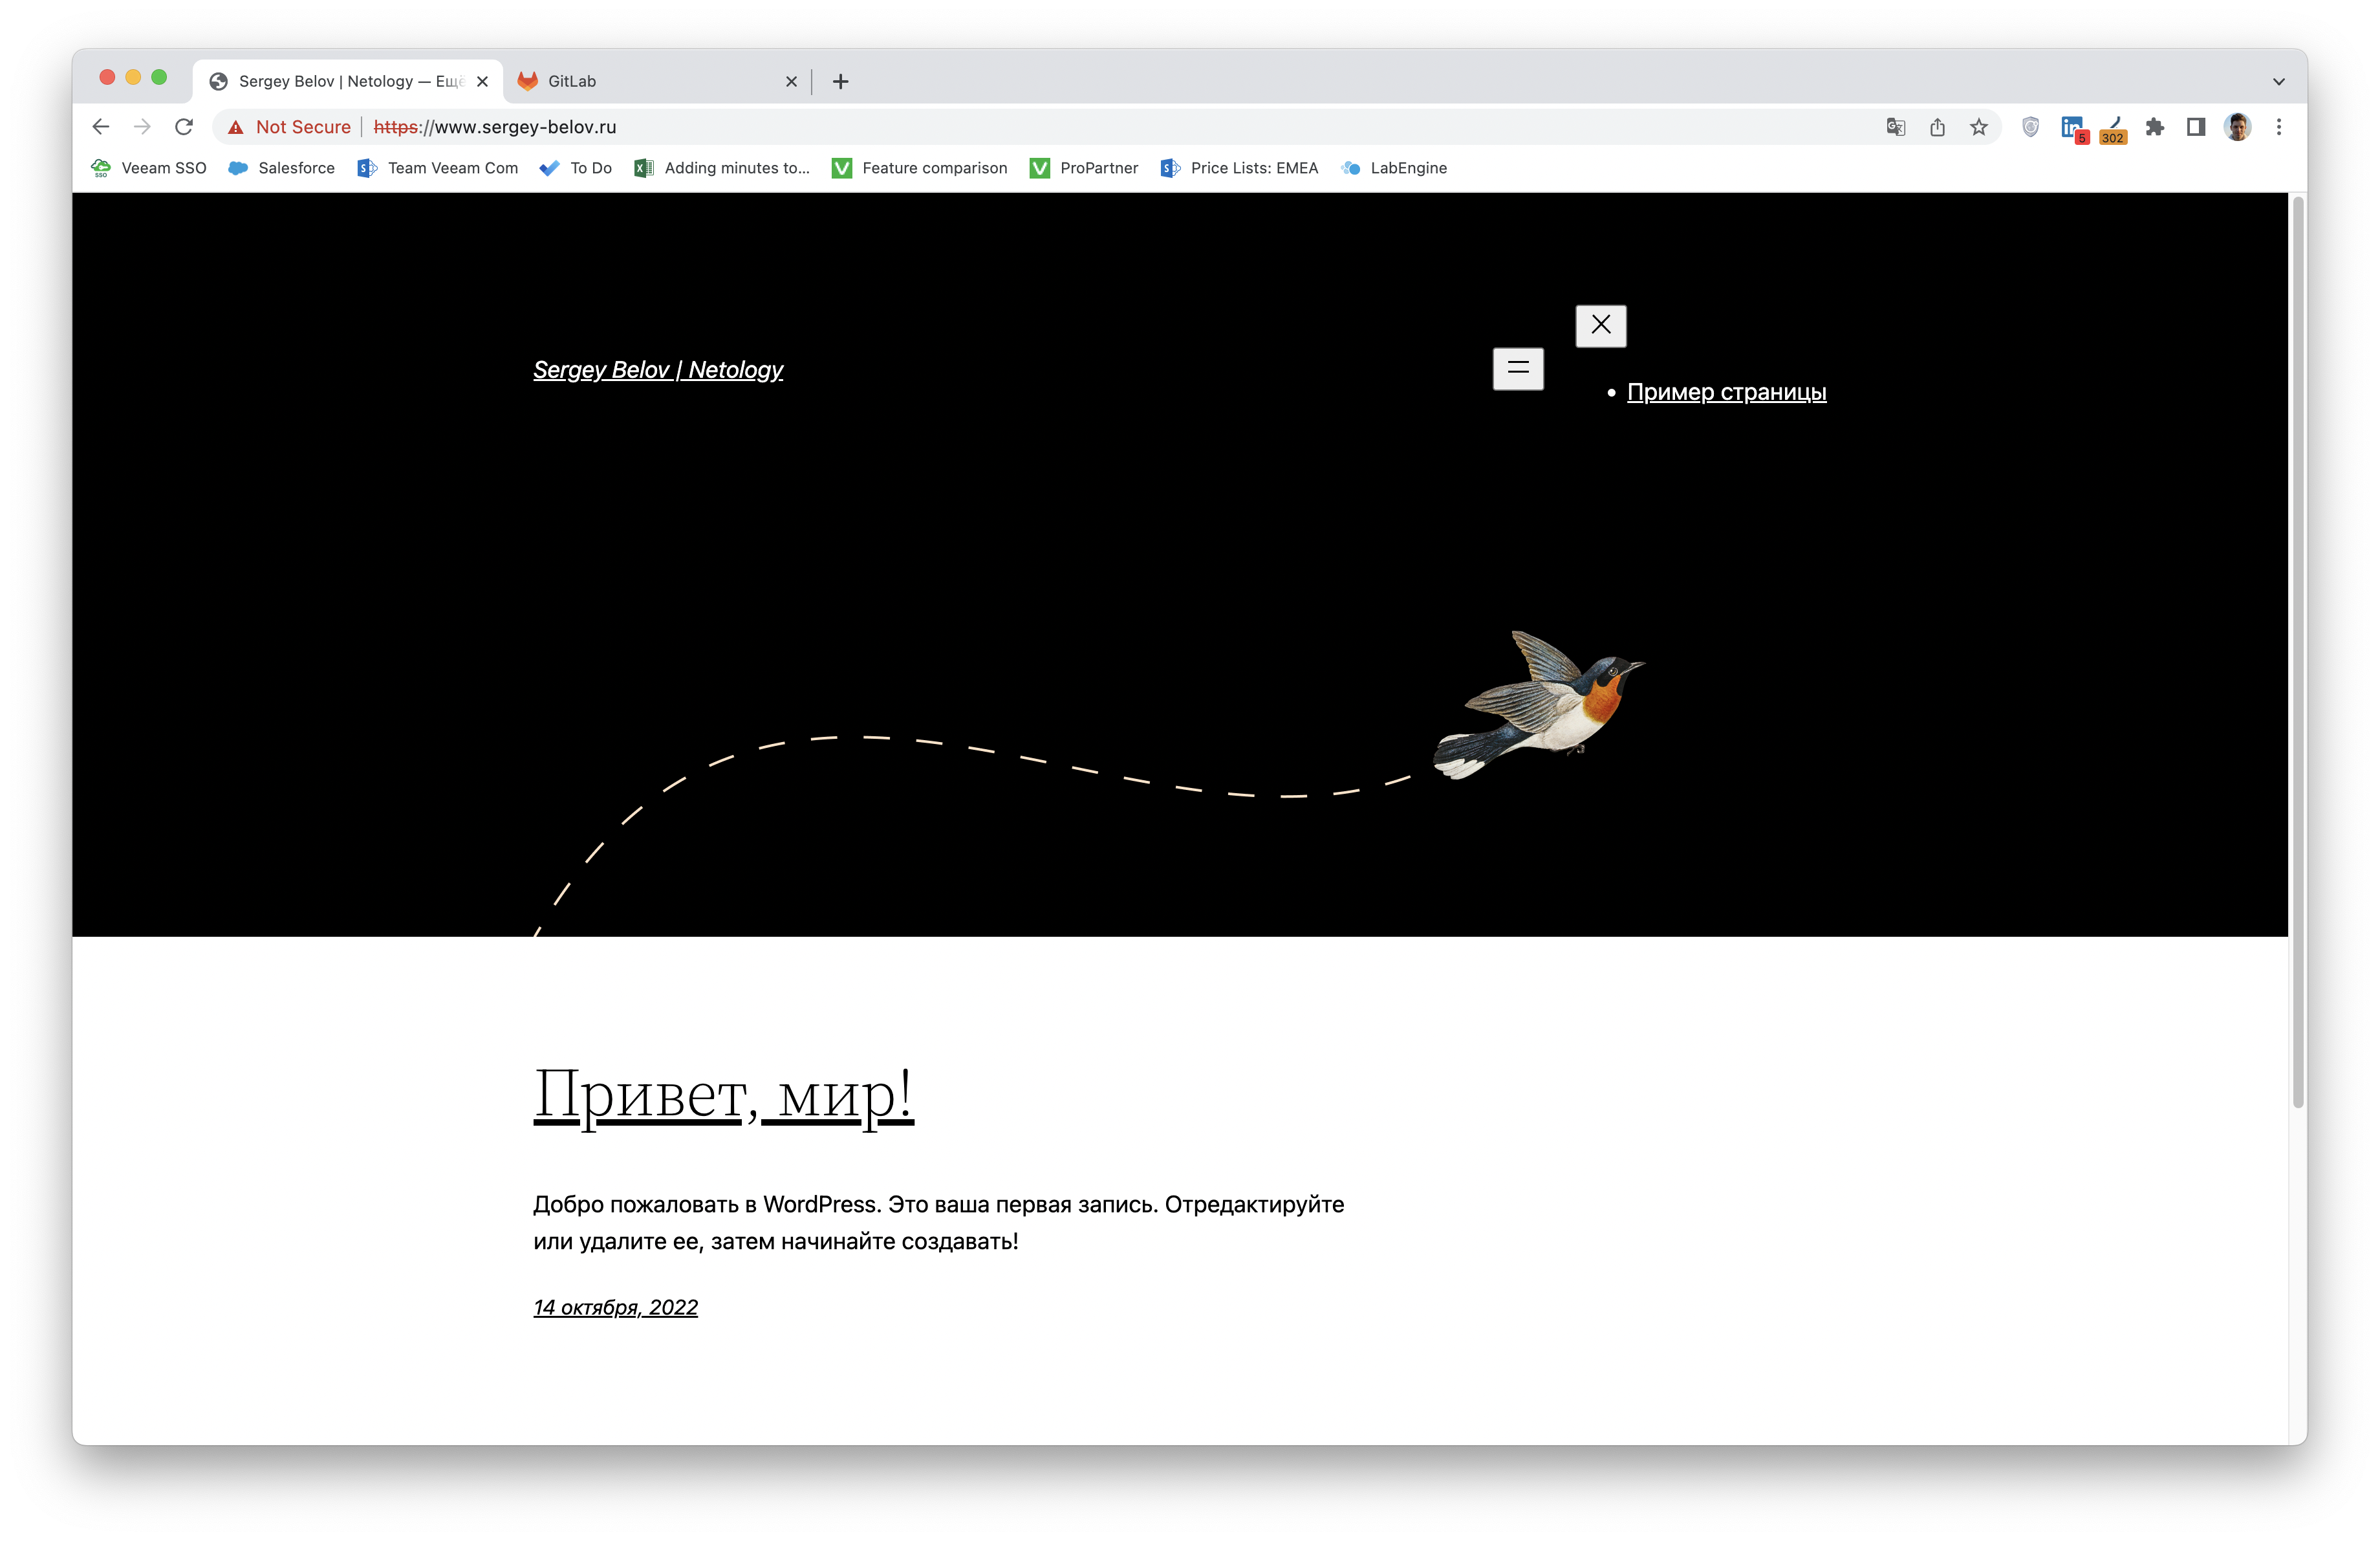 Sergey Belov | Netology — Ещё
GitLab
Not Secure
https://www.sergey-belov.ru
5
302
Veeam SSO
Salesforce
Team Veeam Com
To Do
Adding minutes to...
Feature comparison
ProPartner
Price Lists: EMEA
LabEngine
Sergey Belov | Netology
Пример страницы
Привет, мир!
Добро пожаловать в WordPress. Это ваша первая запись. Отредактируйте
или удалите ее, затем начинайте создавать!
14 октября, 2022